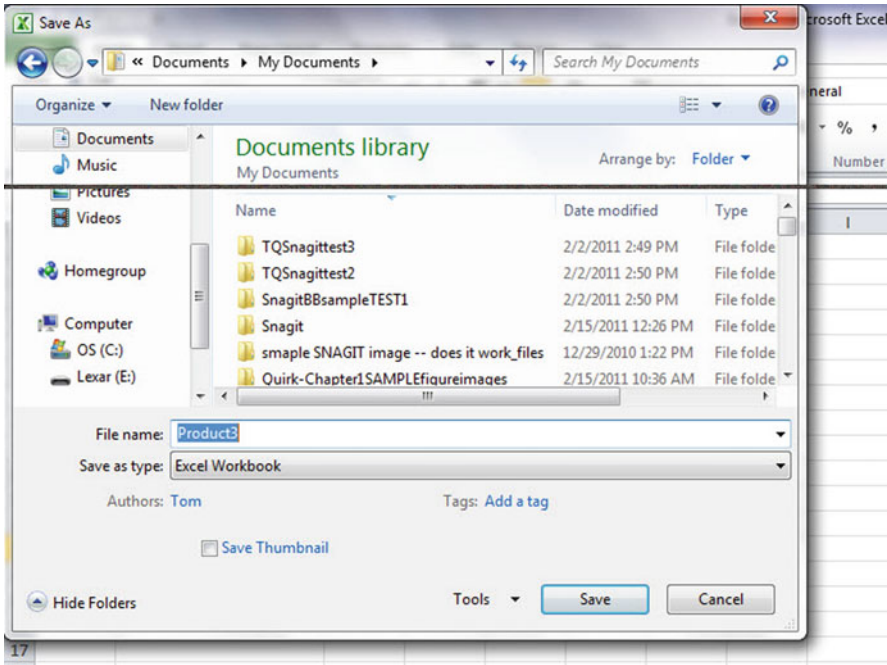 Save As
crosoft Excel
« Documents ▸ My Documents ▸
Search My Documents
neral
Organize New folder
% ,
Number
Documents
Music
Pictures
Videos
Homegroup
Computer
OS (C:)
Lexar (E:)
Documents library
My Documents
Arrange by: Folder
Name Date modified Type
I
TQSnagittest3 2/2/2011 2:49 PM File folde
TQSnagittest2 2/2/2011 2:50 PM File folde
SnagitBBsampleTEST1 2/2/2011 2:50 PM File folde
Snagit 2/15/2011 12:26 PM File folde
smaple SNAGIT image -- does it work_files 12/29/2010 1:22 PM File folde
Quirk-Chapter1SAMPLEfigureimages 2/15/2011 10:36 AM File folde
File name: Product3
Save as type: Excel Workbook
Authors: Tom
Tags: Add a tag
Save Thumbnail
Hide Folders
Tools
Save
Cancel
17